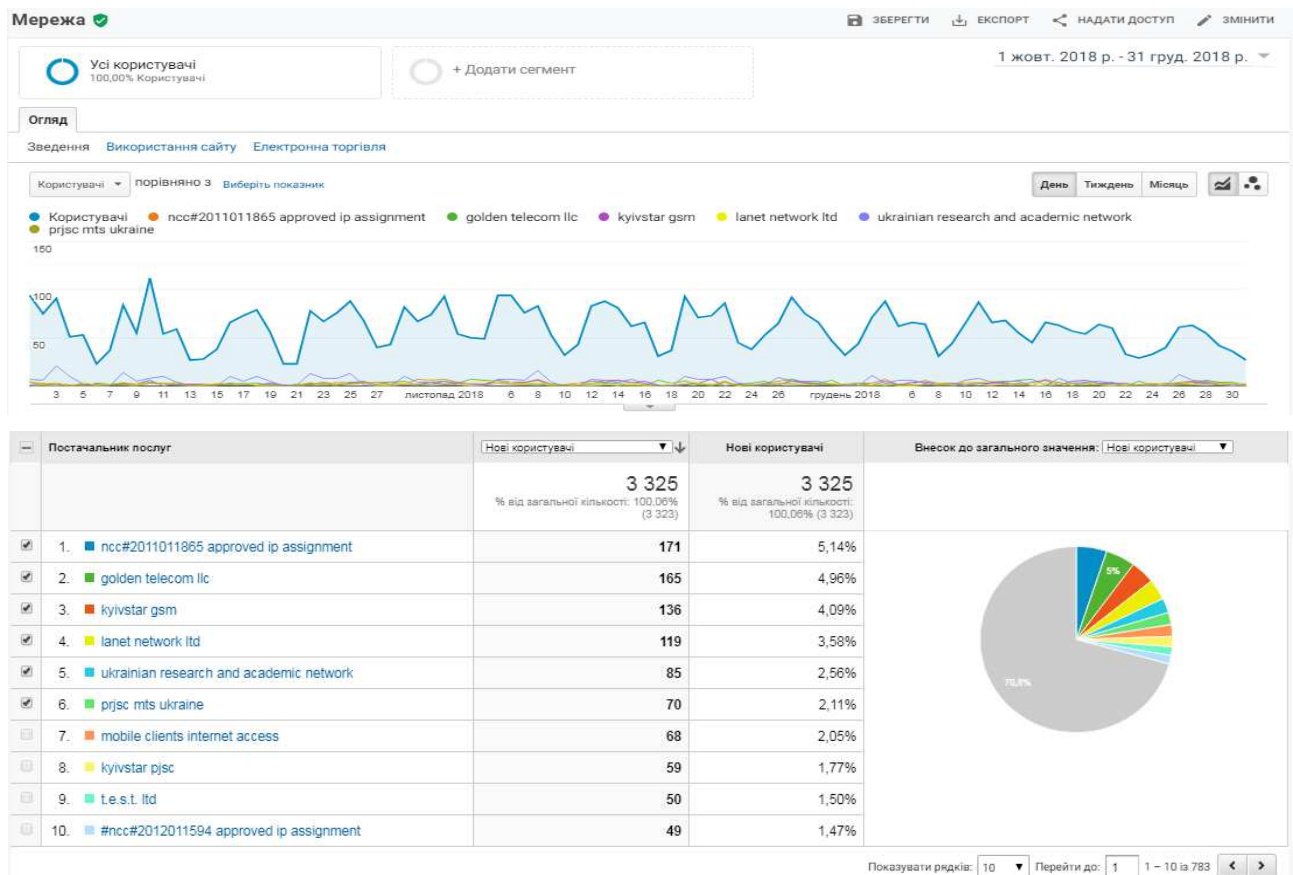 Мережа
ЗБЕРЕГТИ ЕКСПОРТ НАДАТИ ДОСТУП ЗМІНИТИ
Усі користувачі
100,00% Користувачі
+ Додати сегмент
1 жовт. 2018 р. - 31 груд. 2018 р.
Огляд
Зведення Використання сайту Електронна торгівля
Користувачі порівняно з Виберіть показник
День Тиждень Місяць
Користувачі ncc#2011011865 approved ip assignment golden telecom llc kyivstar gsm lanet network ltd ukrainian research and academic network
prjsc mts ukraine
150
100
50
3 5 7 9 11 13 15 17 19 21 23 25 27 листопад 2018 6 8 10 12 14 16 18 20 22 24 26 грудень 2018 6 8 10 12 14 16 18 20 22 24 26 28 30
Постачальник послуг Нові користувачі Нові користувачі Внесок до загального значення: Нові користувачі
3 325 3 325
% від загальної кількості: 100,06% % від загальної кількості:
(3 323) 100,06% (3 323)
1. ncc#2011011865 approved ip assignment 171 5,14%
2. golden telecom llc 165 4,96%
3. kyivstar gsm 136 4,09%
4. lanet network ltd 119 3,58%
5. ukrainian research and academic network 85 2,56%
6. prjsc mts ukraine 70 2,11%
7. mobile clients internet access 68 2,05%
8. kyivstar pjsc 59 1,77%
9. t.e.s.t. ltd 50 1,50%
10. #ncc#2012011594 approved ip assignment 49 1,47%
5%
70,8%
Показувати рядків: 10 Перейти до: 1 1 – 10 із 783